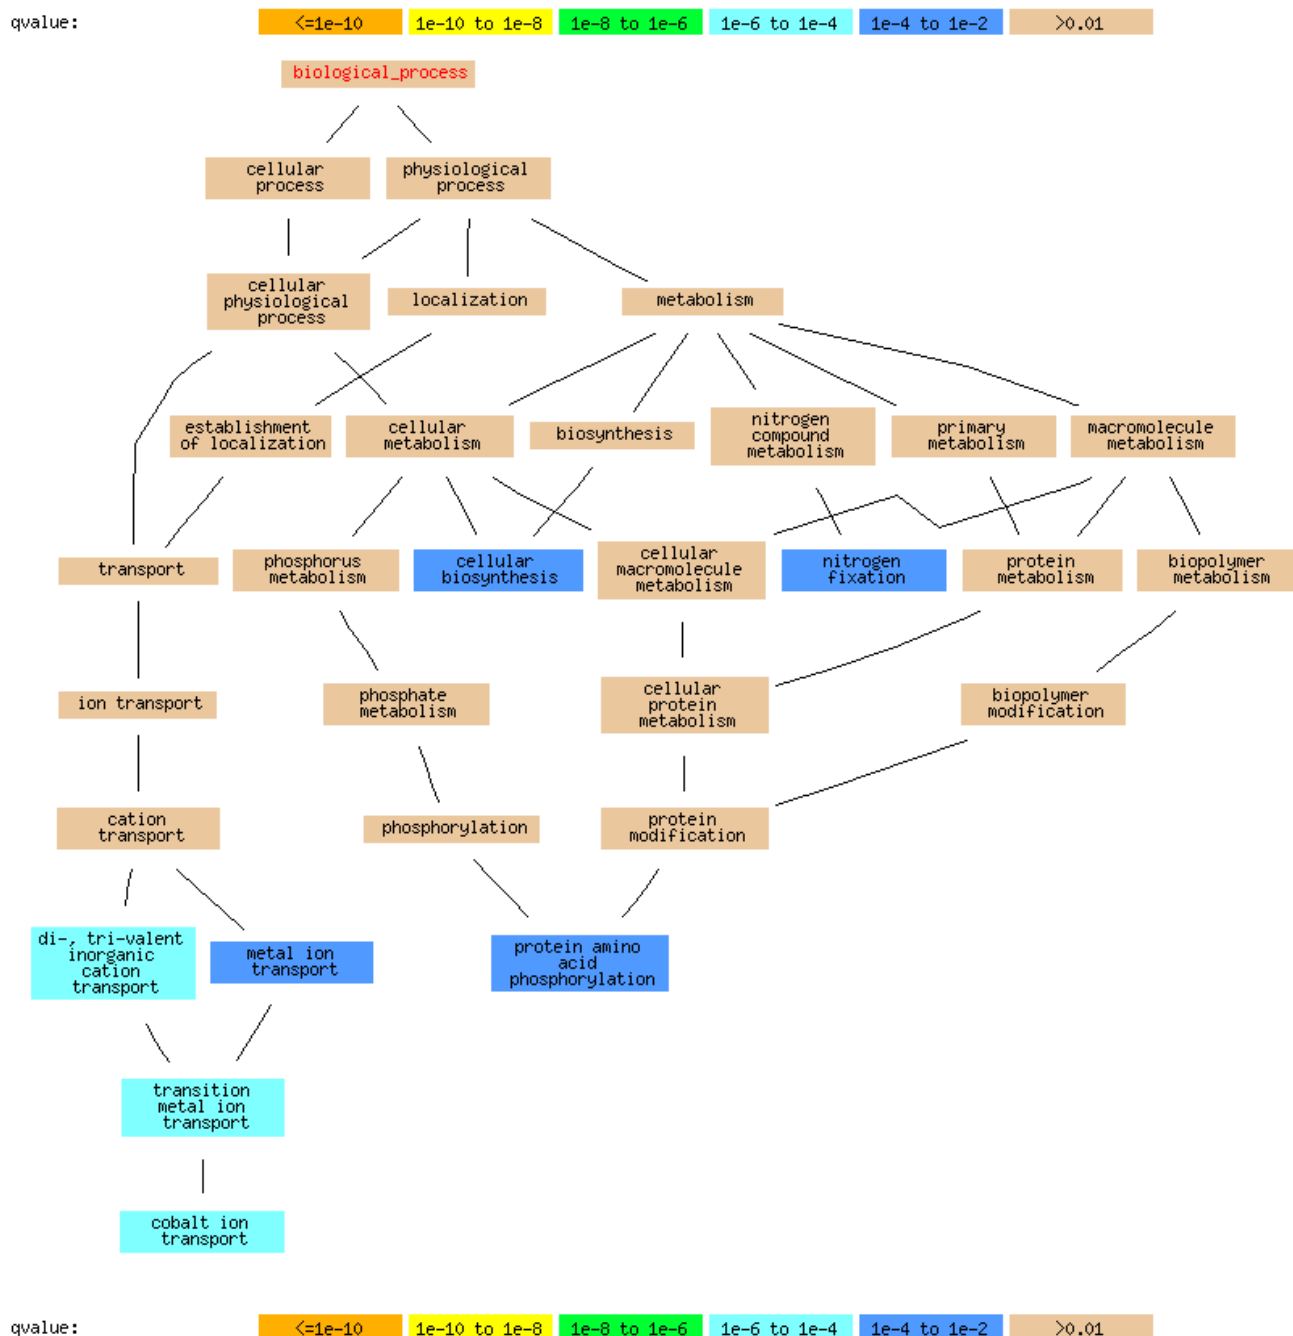 qvalue: <=1e-10 1e-10 to 1e-8 1e-8 to 1e-6 1e-6 to 1e-4 1e-4 to 1e-2 >0.01
biological_process
cellular
process
physiological
process
cellular
physiological
process
localization
metabolism
establishment
of localization
cellular
metabolism
biosynthesis
nitrogen
compound
metabolism
primary
metabolism
macromolecule
metabolism
transport
phosphorus
metabolism
cellular
biosynthesis
cellular
macromolecule
metabolism
nitrogen
fixation
protein
metabolism
biopolymer
metabolism
ion transport
phosphate
metabolism
cellular
protein
metabolism
biopolymer
modification
cation
transport
phosphorylation
protein
modification
di-, tri-valent
inorganic
cation
transport
metal ion
transport
protein amino
acid
phosphorylation
transition
metal ion
transport
cobalt ion
transport
qvalue: <=1e-10 1e-10 to 1e-8 1e-8 to 1e-6 1e-6 to 1e-4 1e-4 to 1e-2 >0.01